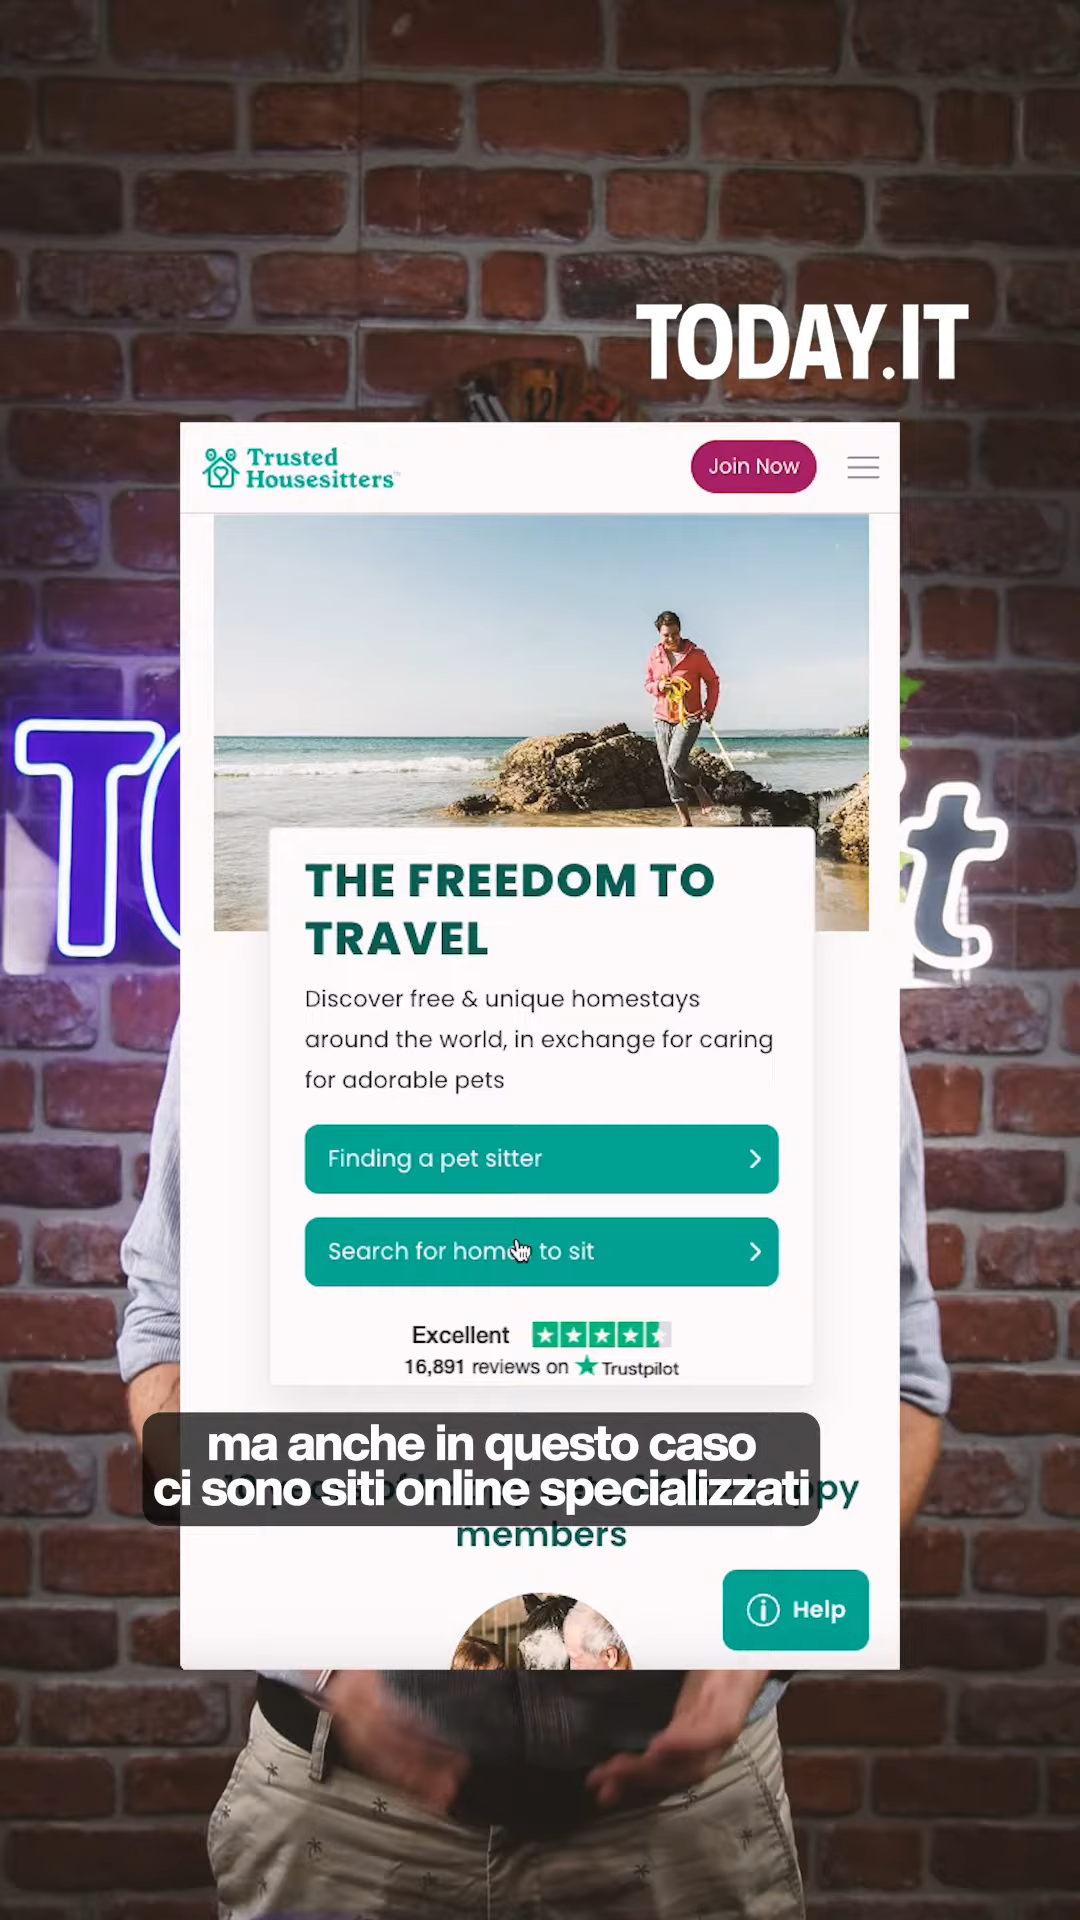 TODAY.IT
Trusted
Housesitters
Join Now
THE FREEDOM TO
TRAVEL
Discover free & unique homestays
around the world, in exchange for caring
for adorable pets
Finding a pet sitter
Search for home to sit
Excellent
16,891 reviews on Trustpilot
ma anche in questo caso
ci sono siti online specializzati
members
Help
t